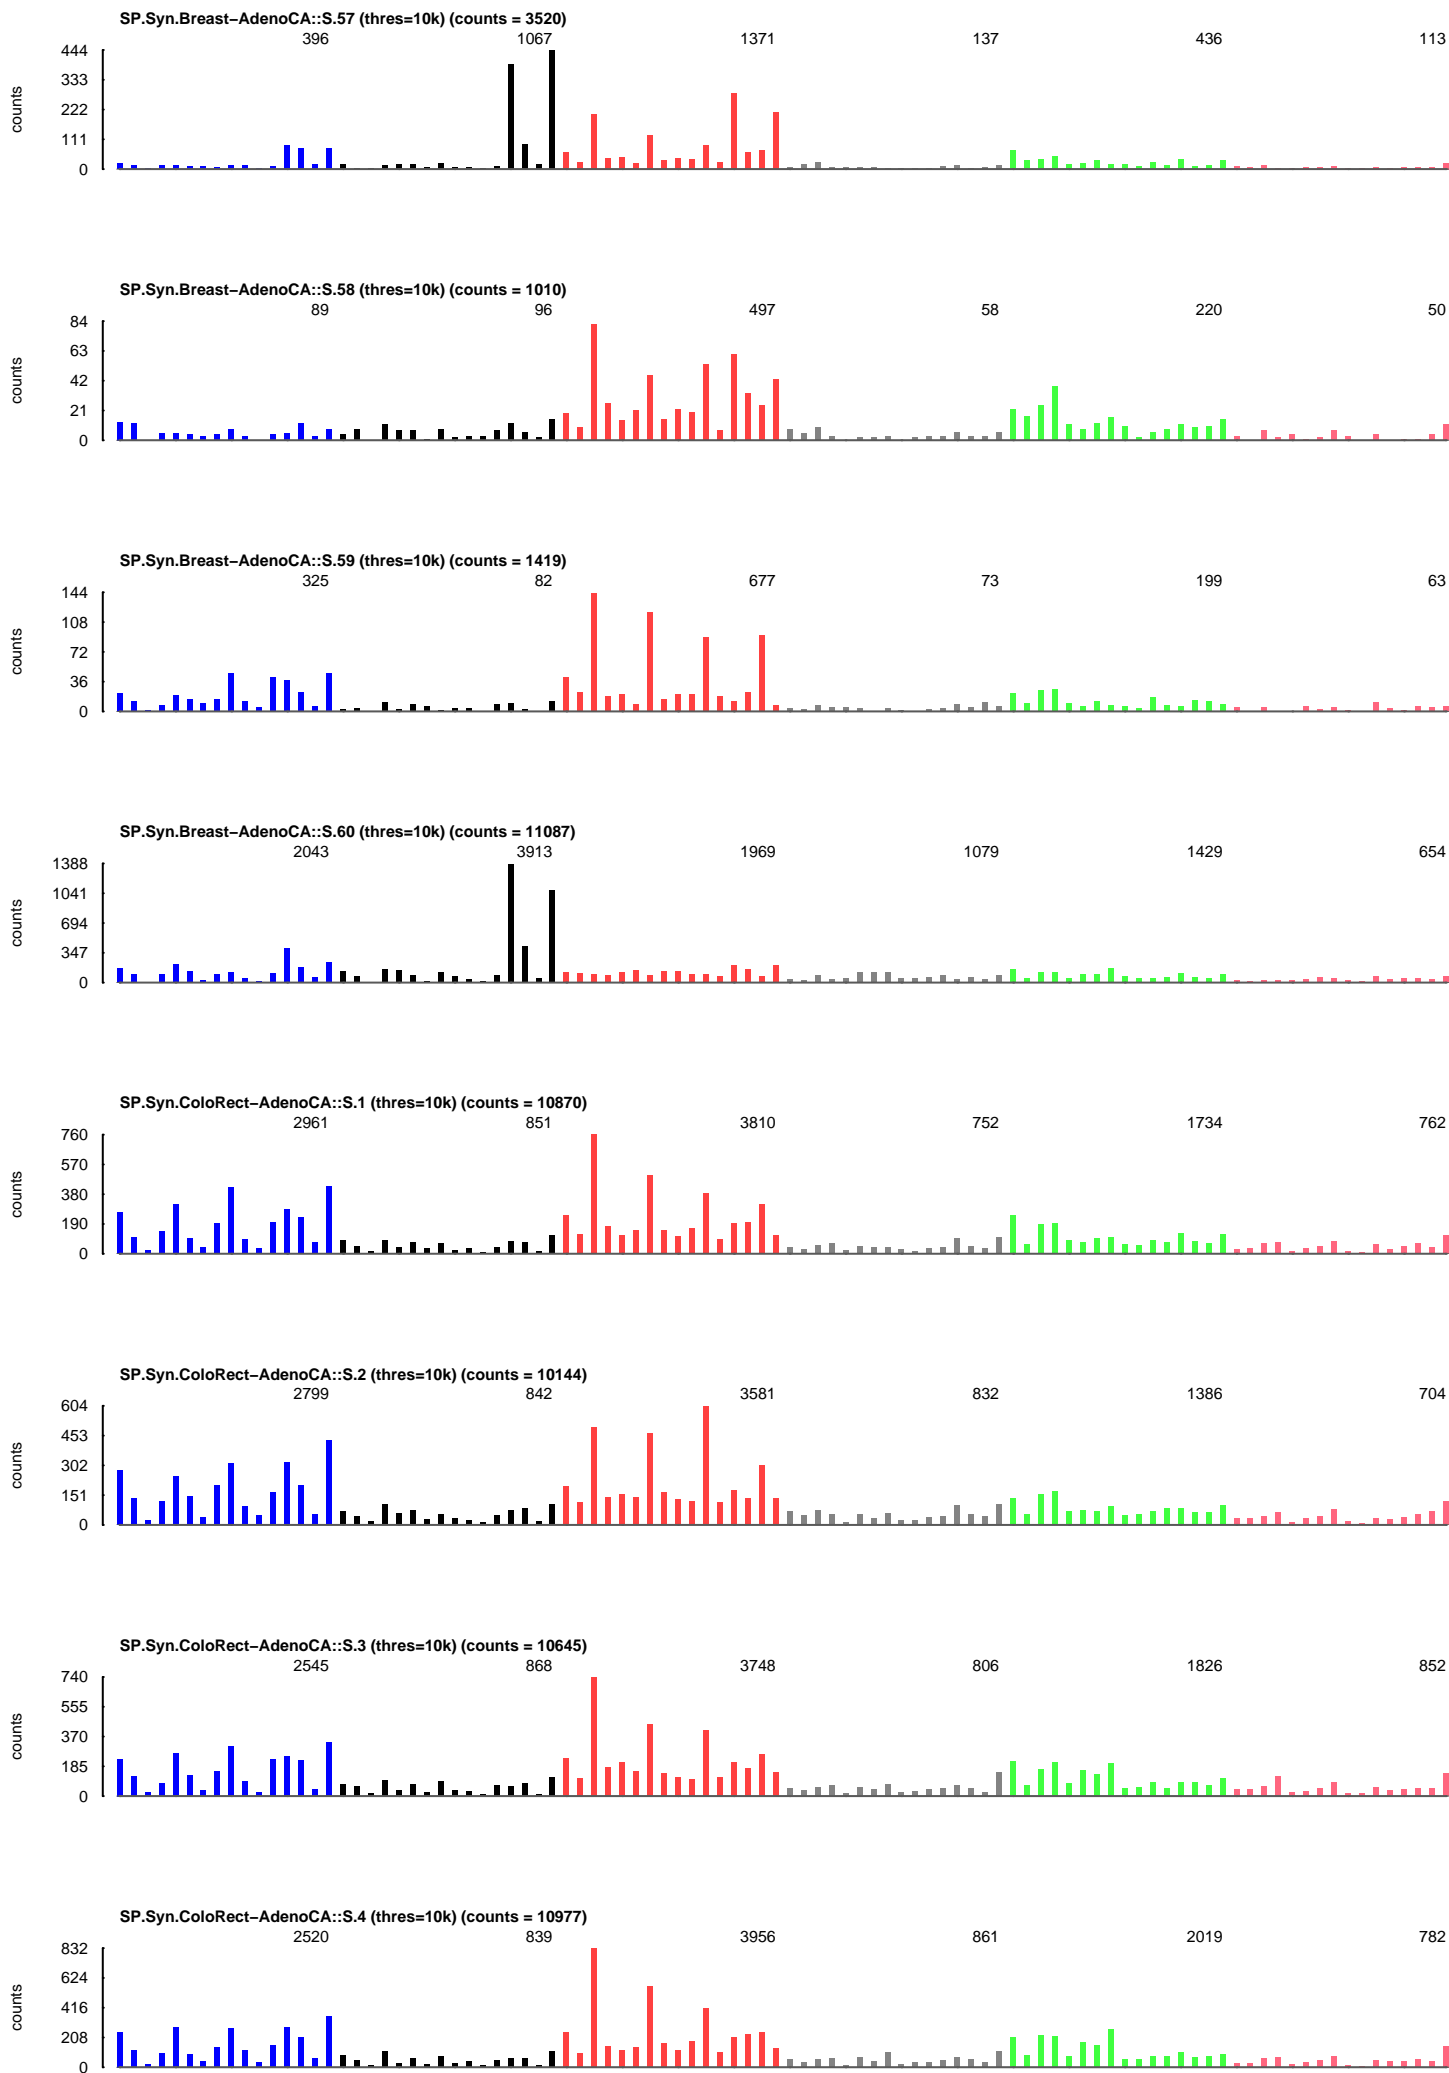 SP.Syn.Breast−AdenoCA::S.57 (thres=10k) (counts = 3520)
396 1067 1371 137 436 113
444
333
222
111
0
counts
SP.Syn.Breast−AdenoCA::S.58 (thres=10k) (counts = 1010)
89 96 497 58 220 50
84
63
42
21
0
counts
SP.Syn.Breast−AdenoCA::S.59 (thres=10k) (counts = 1419)
325 82 677 73 199 63
144
108
72
36
0
counts
SP.Syn.Breast−AdenoCA::S.60 (thres=10k) (counts = 11087)
2043 3913 1969 1079 1429 654
1388
1041
694
347
0
counts
SP.Syn.ColoRect−AdenoCA::S.1 (thres=10k) (counts = 10870)
2961 851 3810 752 1734 762
760
570
380
190
0
counts
SP.Syn.ColoRect−AdenoCA::S.2 (thres=10k) (counts = 10144)
2799 842 3581 832 1386 704
604
453
302
151
0
counts
SP.Syn.ColoRect−AdenoCA::S.3 (thres=10k) (counts = 10645)
2545 868 3748 806 1826 852
740
555
370
185
0
counts
SP.Syn.ColoRect−AdenoCA::S.4 (thres=10k) (counts = 10977)
2520 839 3956 861 2019 782
832
624
416
208
0
counts